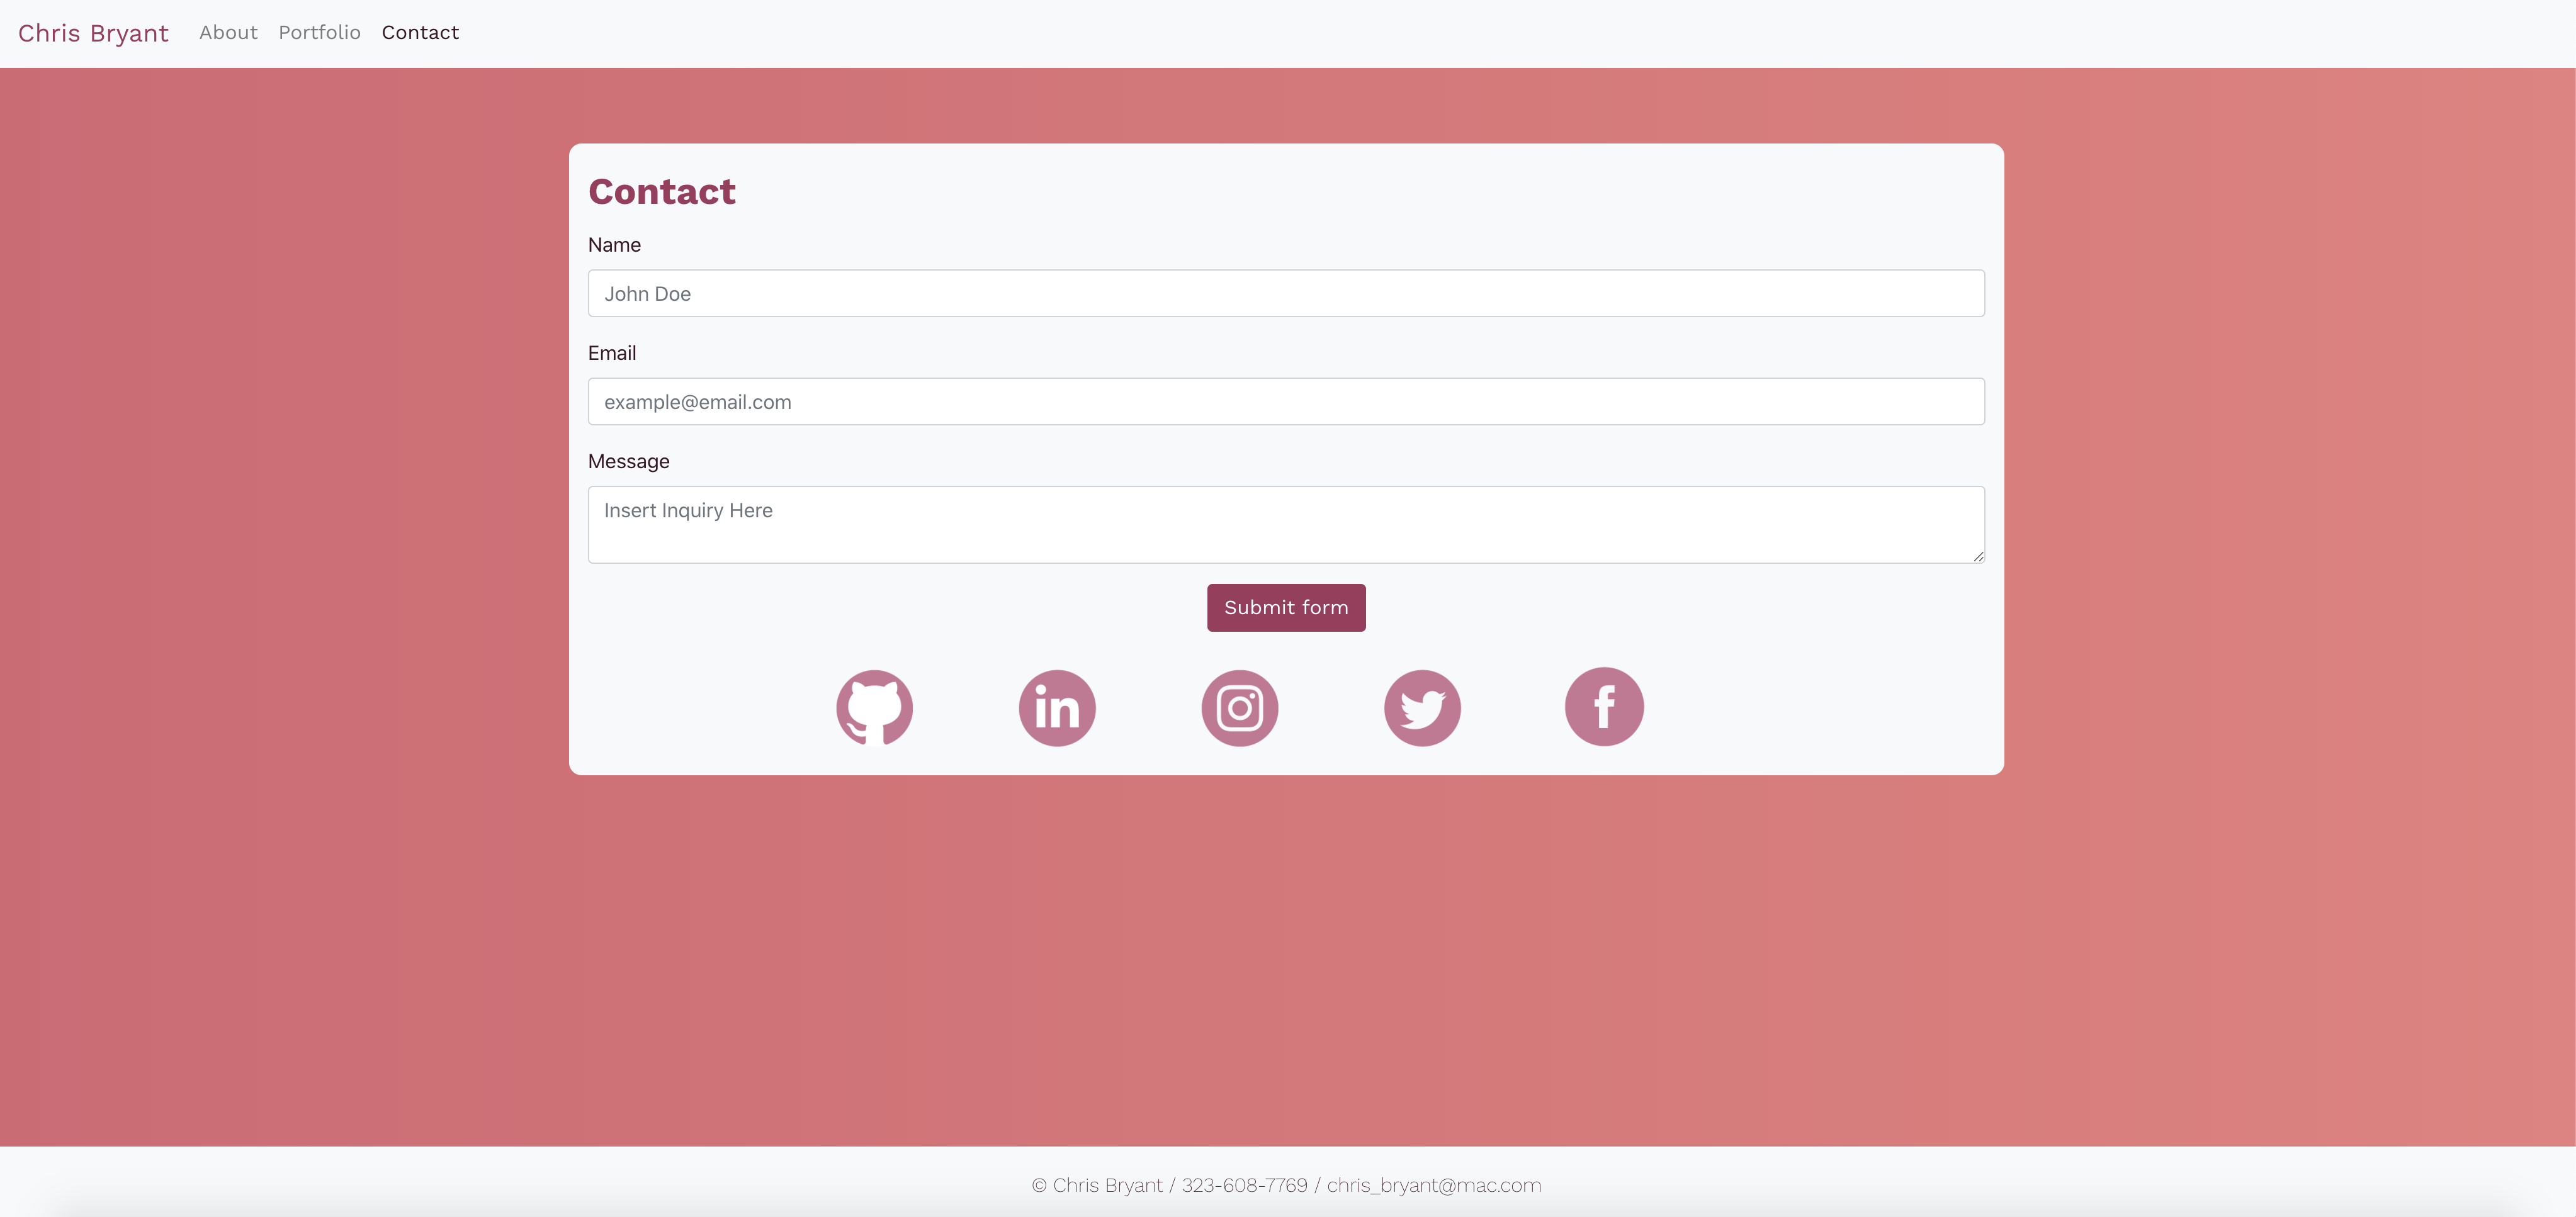 Chris Bryant About Portfolio Contact
Contact
Name
John Doe
Email
example@email.com
Message
Insert Inquiry Here
Submit form
in f
© Chris Bryant / 323-608-7769 / chris_bryant@mac.com